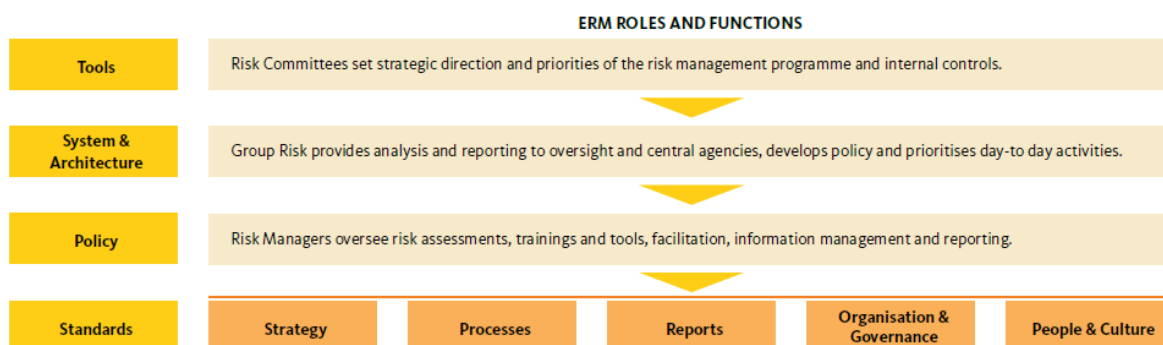 ERM ROLES AND FUNCTIONS
Tools
Risk Committees set strategic direction and priorities of the risk management programme and internal controls.
System &
Architecture
Group Risk provides analysis and reporting to oversight and central agencies, develops policy and prioritises day-to day activities.
Policy
Risk Managers oversee risk assessments, trainings and tools, facilitation, information management and reporting.
Standards
Strategy
Processes
Reports
Organisation &
Governance
People & Culture